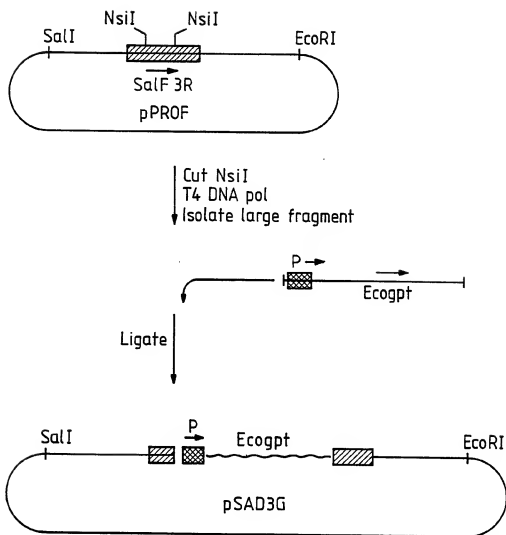 NsiI NsiI
SalI EcoRI
SalF 3R
pPROF
Cut NsiI
T4 DNA pol
Isolate large fragment
P
Ecogpt
Ligate
P
SalI Ecogpt EcoRI
pSAD3G